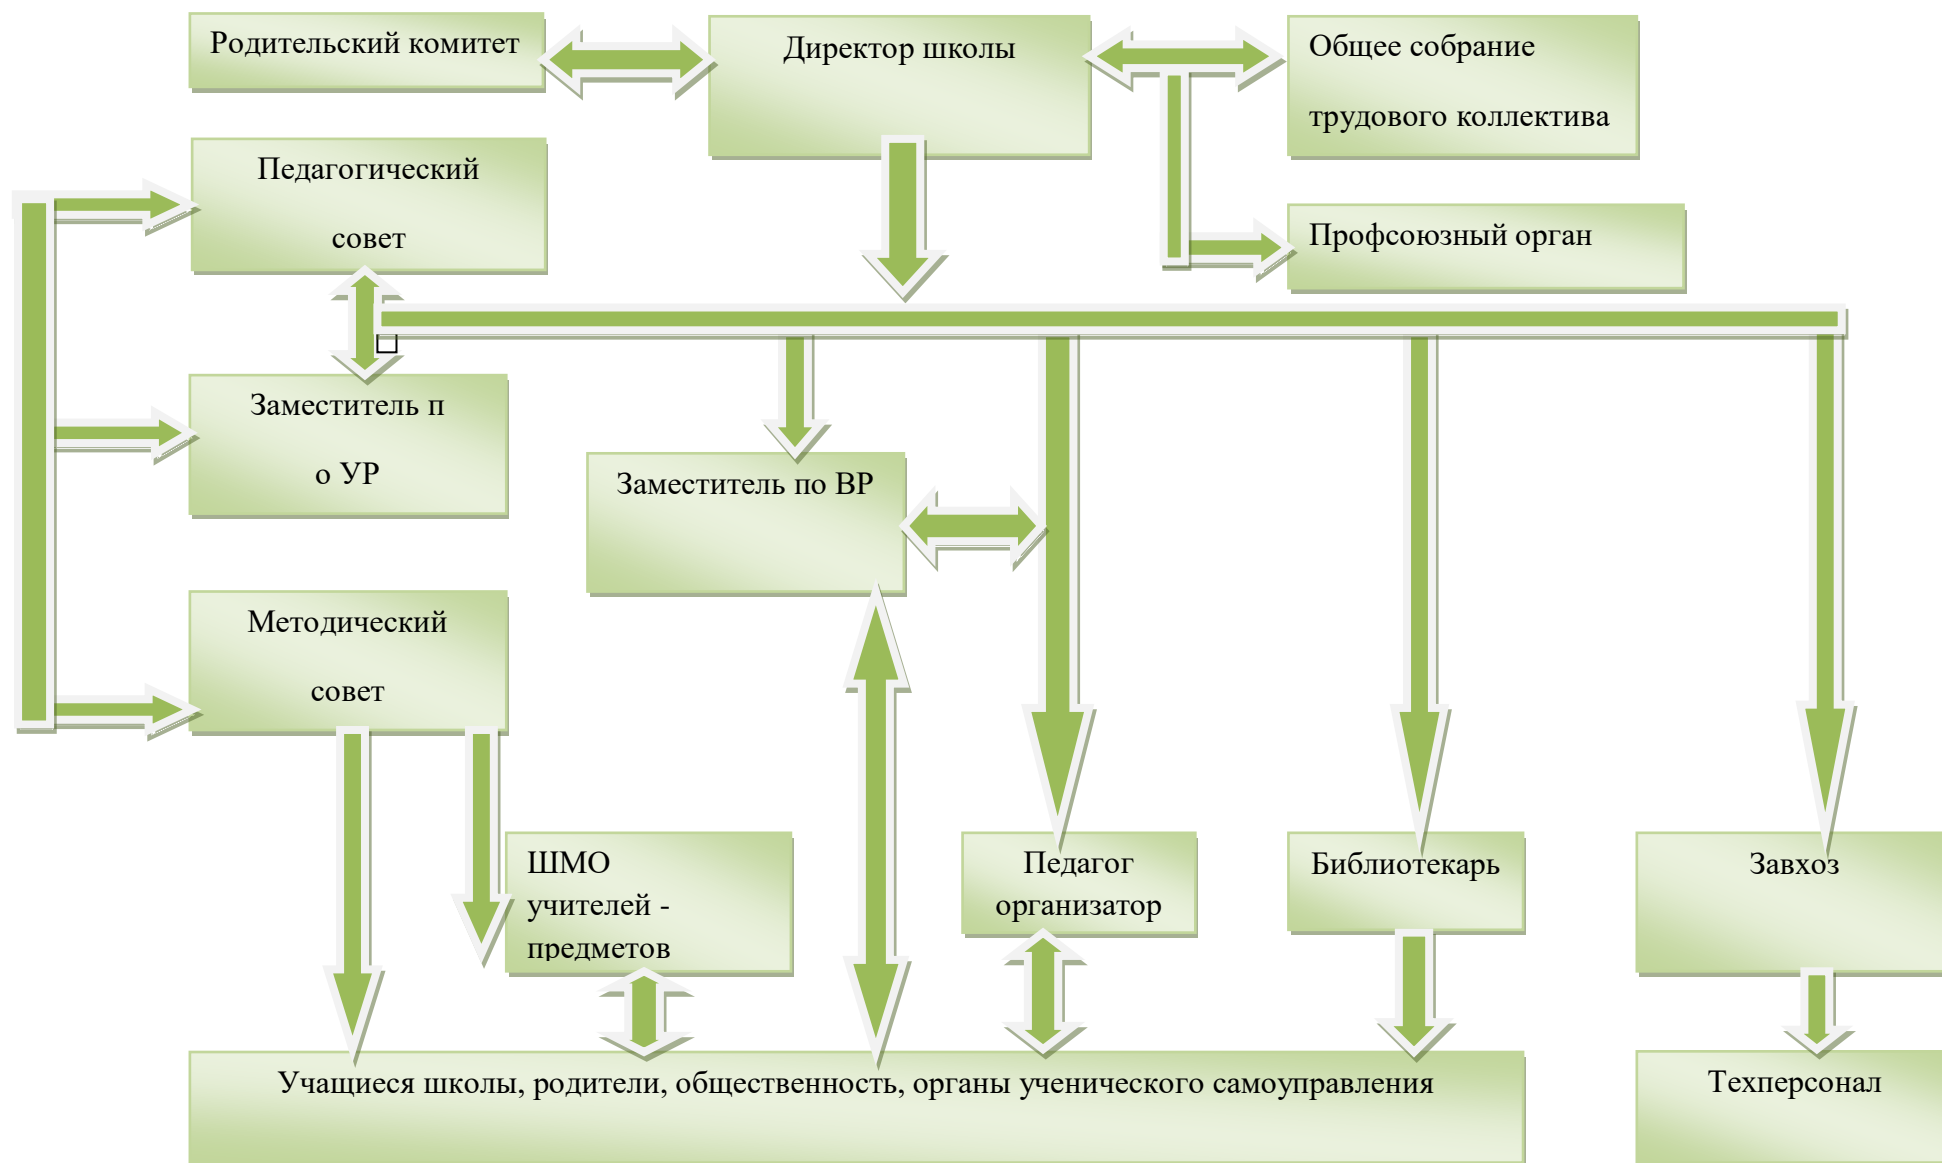 Родительский комитет
Директор школы
Общее собрание
трудового коллектива
Педагогический
совет
Профсоюзный орган
Заместитель п
о УР
Заместитель по ВР
Методический
совет
ШМО
учителей -
предметов
Педагог
организатор
Библиотекарь
Завхоз
Учащиеся школы, родители, общественность, органы ученического самоуправления
Техперсонал